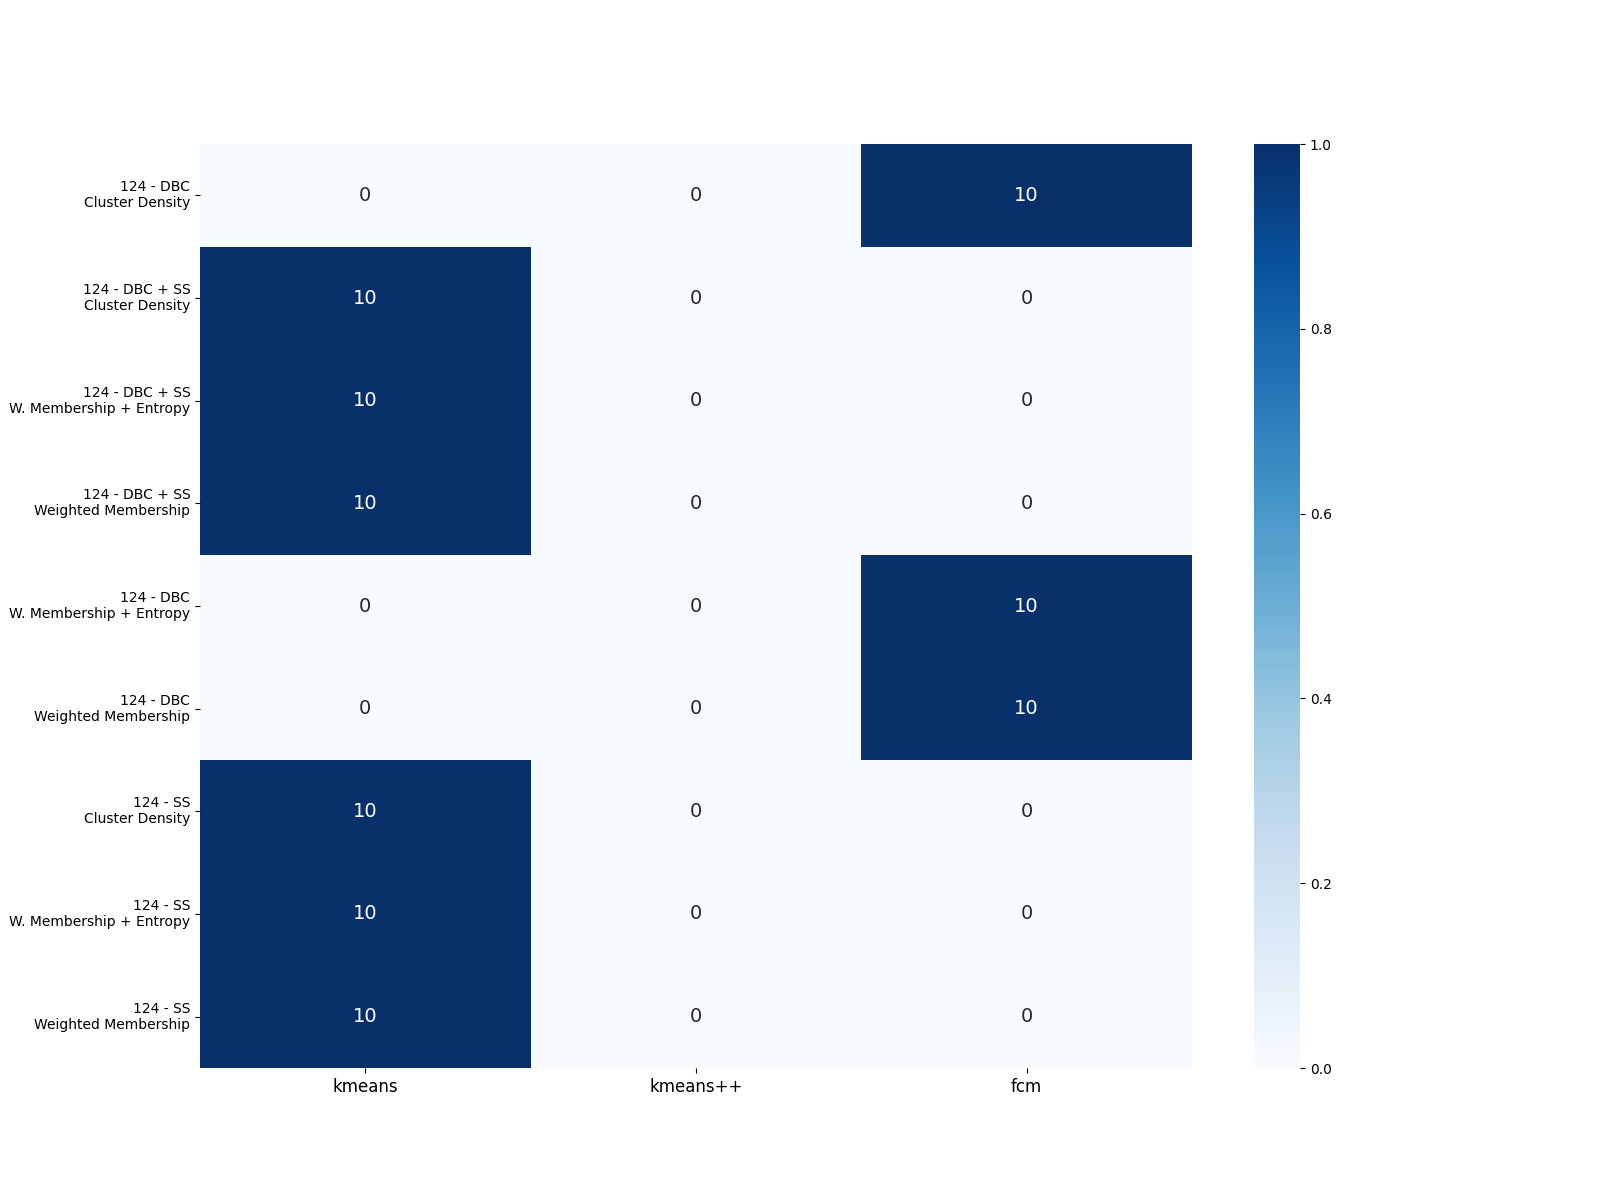 124 - DBC
Cluster Density
0 0 10
124 - DBC + SS
Cluster Density
10 0 0
124 - DBC + SS
W. Membership + Entropy
10 0 0
124 - DBC + SS
Weighted Membership
10 0 0
124 - DBC
W. Membership + Entropy
0 0 10
124 - DBC
Weighted Membership
0 0 10
124 - SS
Cluster Density
10 0 0
124 - SS
W. Membership + Entropy
10 0 0
124 - SS
Weighted Membership
10 0 0
kmeans kmeans++ fcm
1.0
0.8
0.6
0.4
0.2
0.0